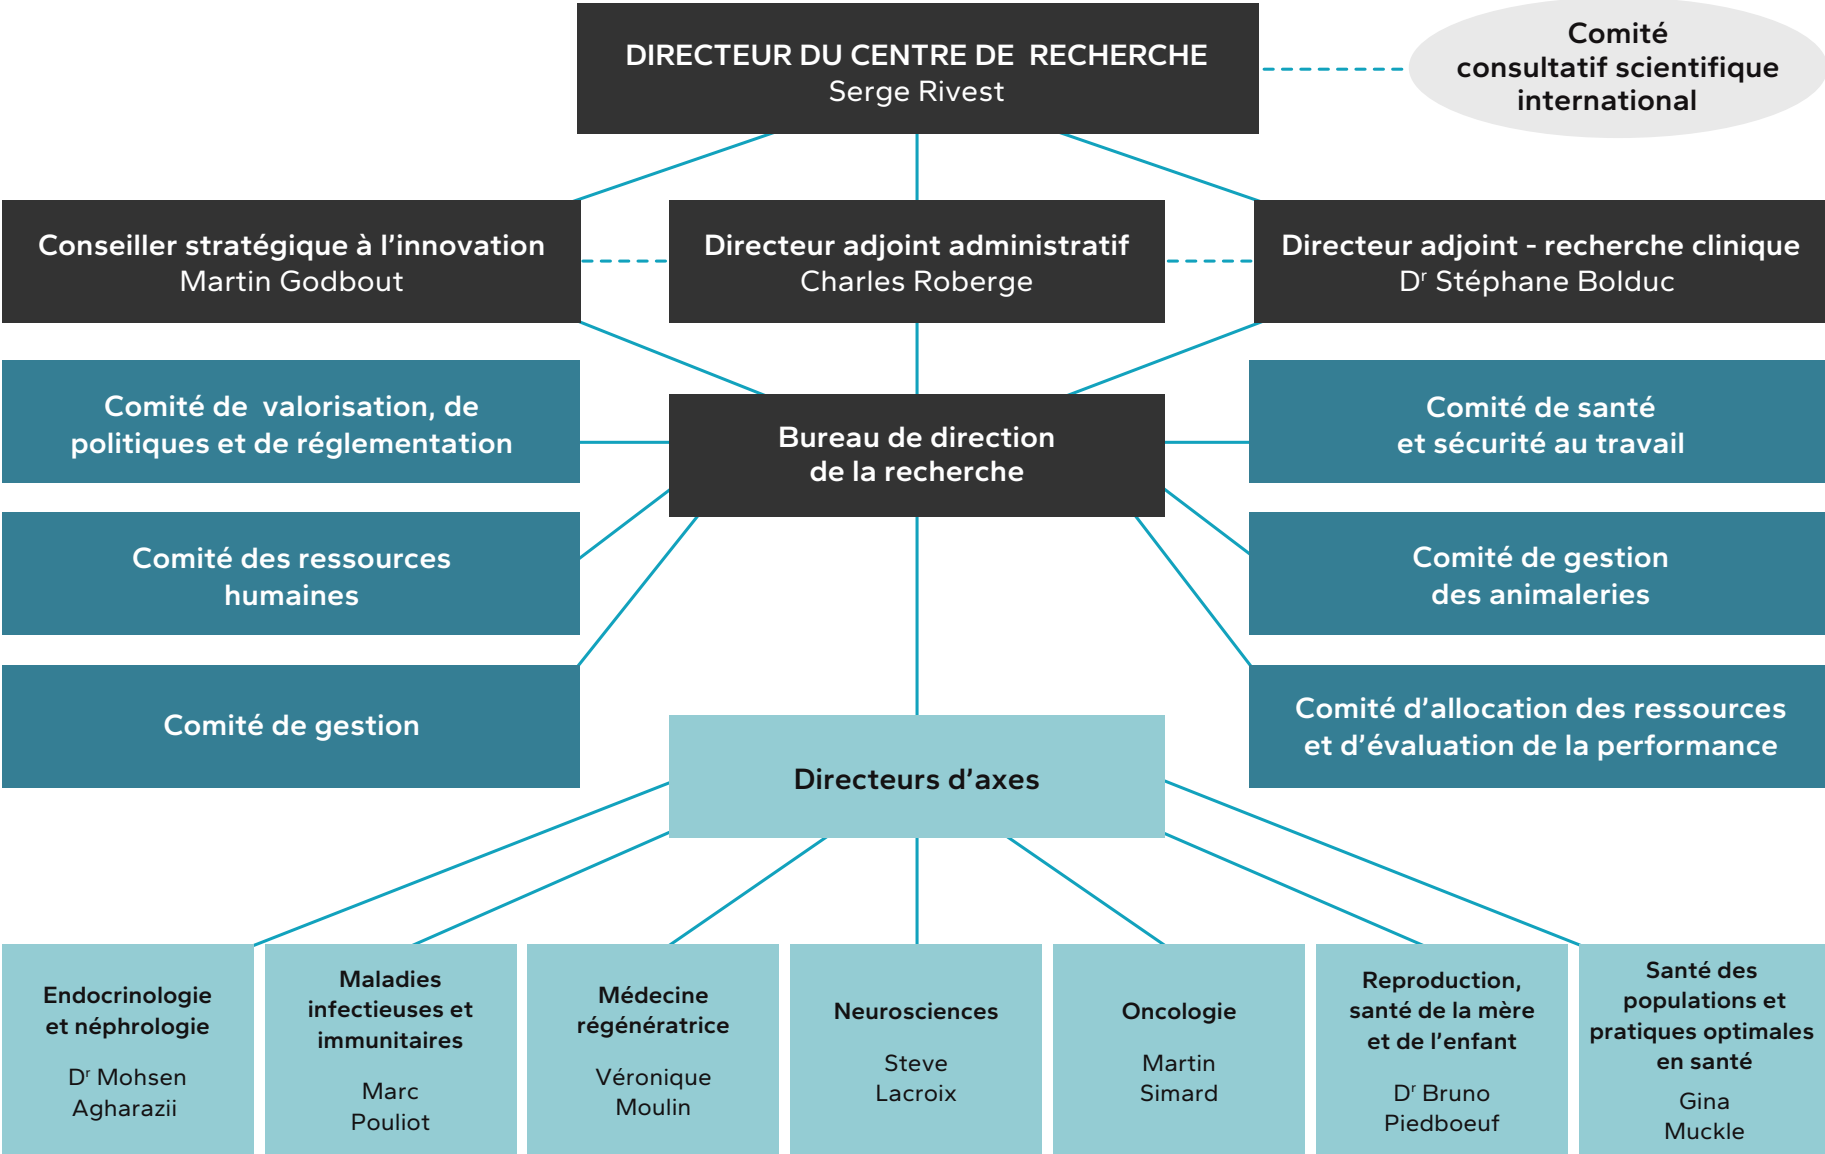 DIRECTEUR DU CENTRE DE RECHERCHE
Serge Rivest
Comité
consultatif scientifique
international
Conseiller stratégique à l’innovation
Martin Godbout
Directeur adjoint administratif
Charles Roberge
Directeur adjoint - recherche clinique
Dʳ Stéphane Bolduc
Comité de valorisation, de
politiques et de réglementation
Bureau de direction
de la recherche
Comité de santé
et sécurité au travail
Comité des ressources
humaines
Comité de gestion
des animaleries
Comité de gestion
Comité d’allocation des ressources
et d’évaluation de la performance
Directeurs d’axes
Endocrinologie
et néphrologie
Dʳ Mohsen
Agharazii
Maladies
infectieuses et
immunitaires
Marc
Pouliot
Médecine
régénératrice
Véronique
Moulin
Neurosciences
Steve
Lacroix
Oncologie
Martin
Simard
Reproduction,
santé de la mère
et de l’enfant
Dʳ Bruno
Piedboeuf
Santé des
populations et
pratiques optimales
en santé
Gina
Muckle